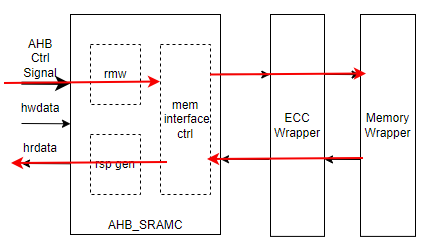 AHB
Ctrl
Signal
hwdata
hrdata
rmw
mem
interface
ctrl
rsp gen
AHB_SRAMC
ECC
Wrapper
Memory
Wrapper